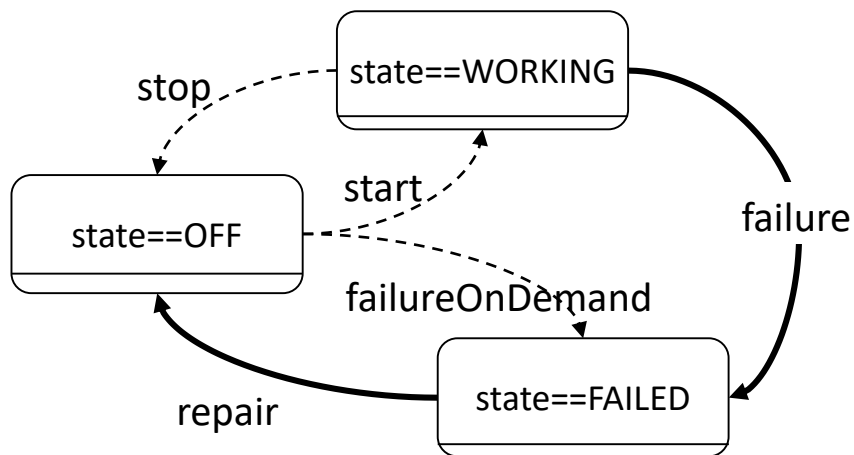 state==WORKING
stop
start
state==OFF
failure
failureOnDemand
state==FAILED
repair